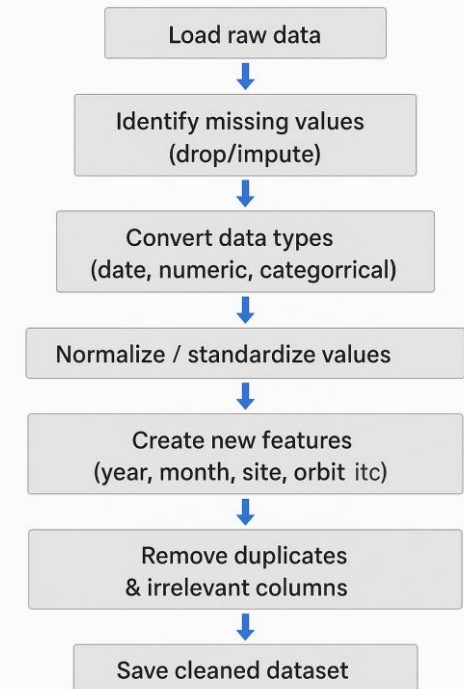 Load raw data
Identify missing values
(drop/impute)
Convert data types
(date, numeric, categorrical)
Normalize / standardize values
Create new features
(year, month, site, orbit itc)
Remove duplicates
& irrelevant columns
Save cleaned dataset